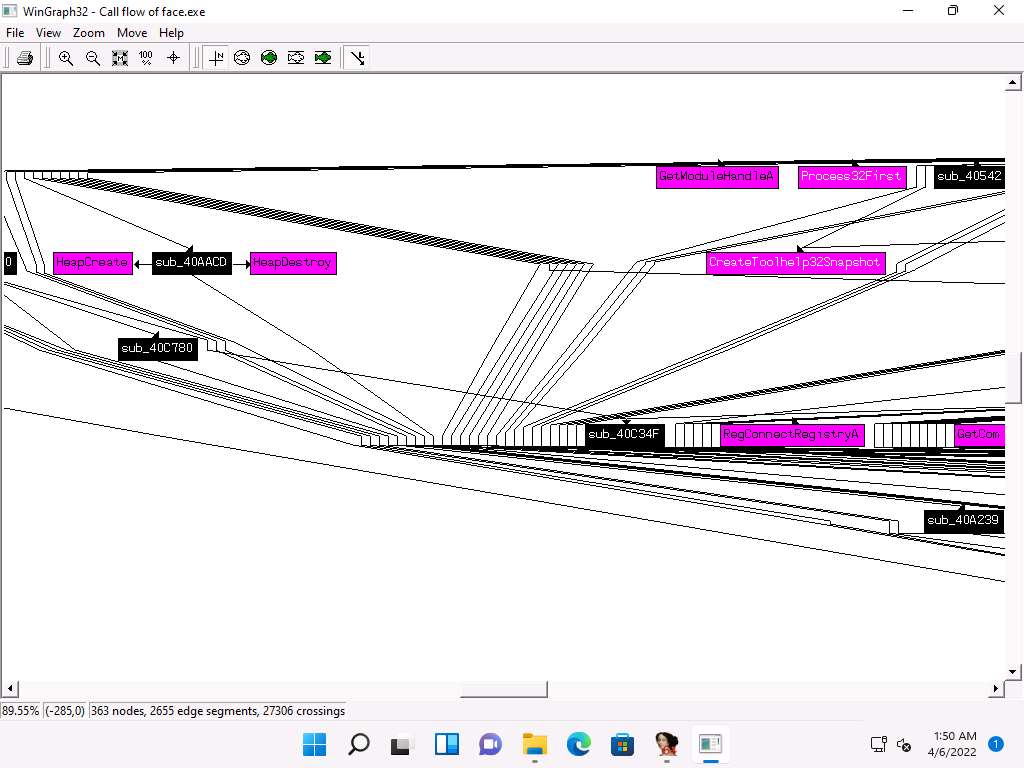 WinGraph32 - Call flow of face.exe
File View Zoom Move Help
100
%
N
GetModuleHandleA
Process32First
sub_40542
0
HeapCreate
sub_40AACD
HeapDestroy
CreateToolhelp32Snapshot
sub_40C780
sub_40C34F
RegConnectRegistryA
GetCom
sub_40A239
89.55% (-285,0) 363 nodes, 2655 edge segments, 27306 crossings
1:50 AM
4/6/2022
1